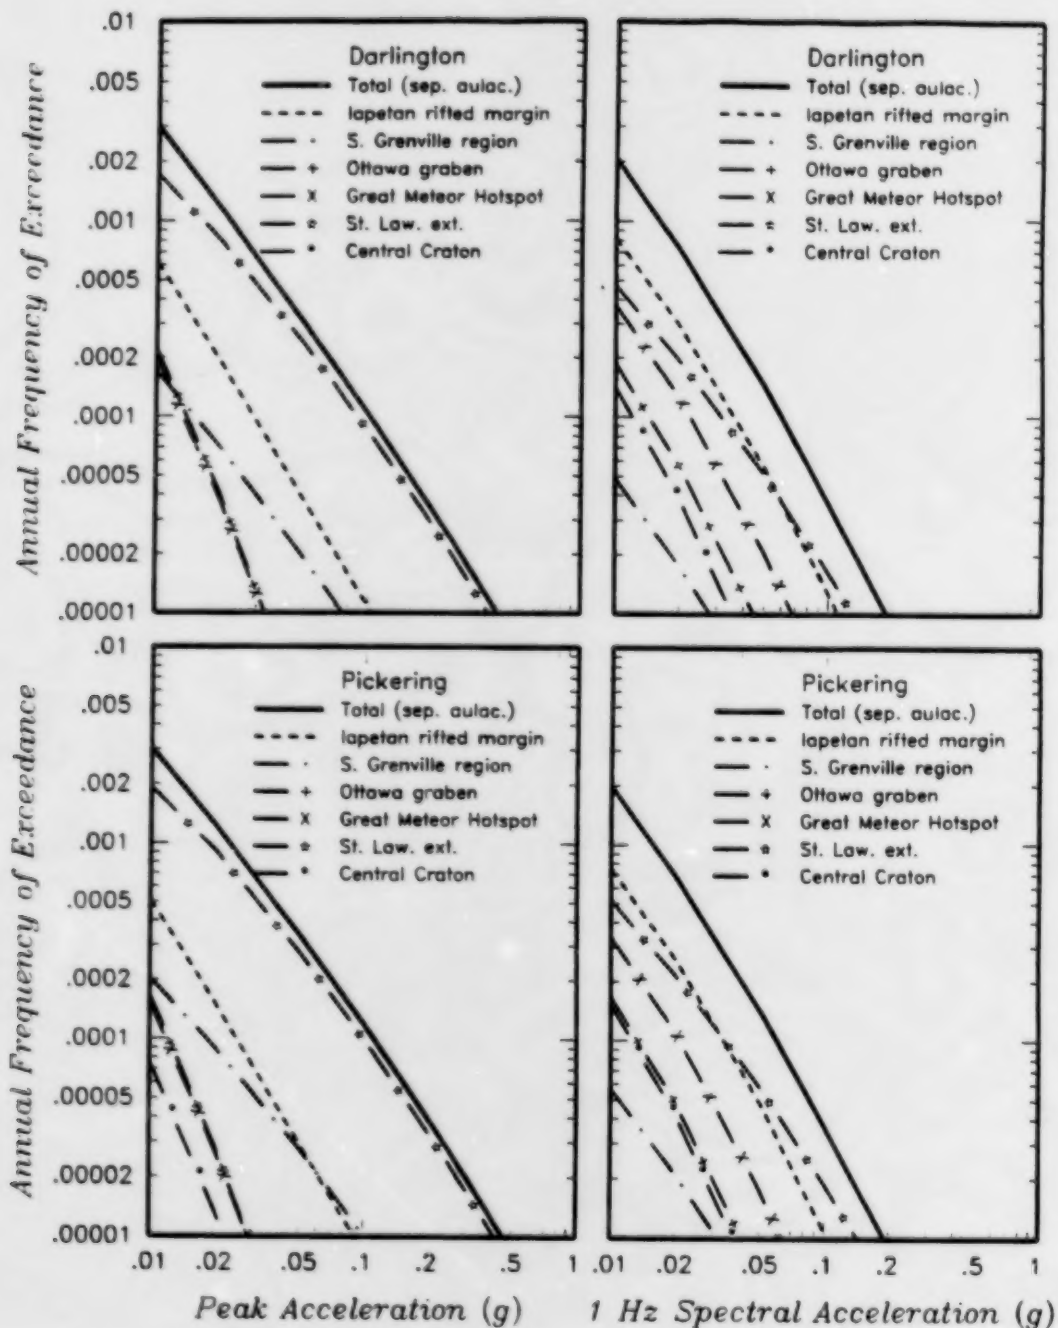 Annual Frequency of Exceedance
.01
.005
.002
.001
.0005
.0002
.0001
.00005
.00002
.00001
Darlington
Total (sep. aulac.)
Iapetan rifted margin
S. Grenville region
Ottawa graben
Great Meteor Hotspot
St. Law. ext.
Central Craton
Darlington
Total (sep. aulac.)
Iapetan rifted margin
S. Grenville region
Ottawa graben
Great Meteor Hotspot
St. Law. ext.
Central Craton
Annual Frequency of Exceedance
.01
.005
.002
.001
.0005
.0002
.0001
.00005
.00002
.00001
Pickering
Total (sep. aulac.)
Iapetan rifted margin
S. Grenville region
Ottawa graben
Great Meteor Hotspot
St. Law. ext.
Central Craton
Pickering
Total (sep. aulac.)
Iapetan rifted margin
S. Grenville region
Ottawa graben
Great Meteor Hotspot
St. Law. ext.
Central Craton
.01 .02 .05 .1 .2 .5 1
.01 .02 .05 .1 .2 .5 1
Peak Acceleration (g)
1 Hz Spectral Acceleration (g)